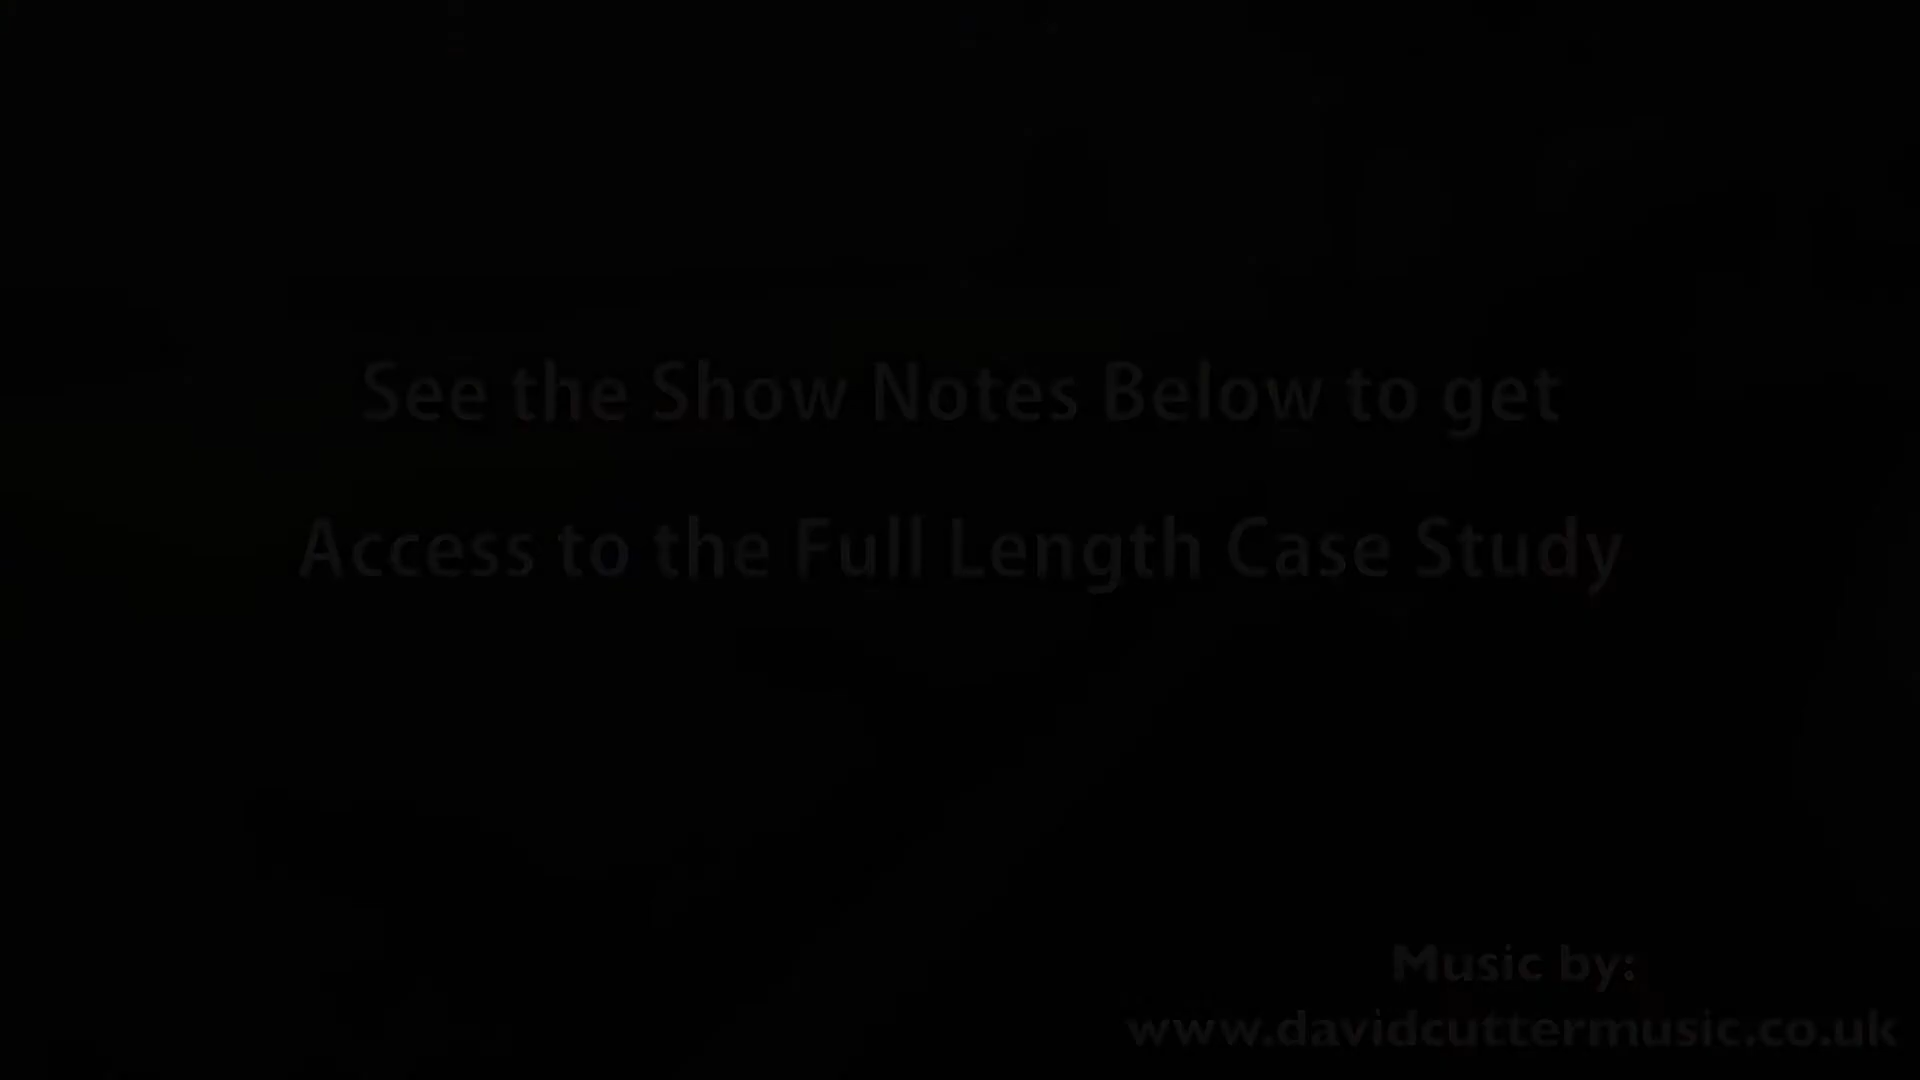 See the Show Notes Below to get
Access to the Full Length Case Study
Music by:
www.davidcuttermusic.co.uk